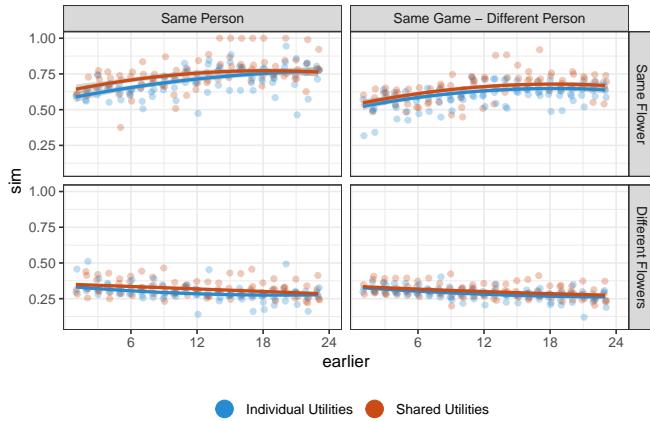 Same Person
Same Game − Different Person
1.00
0.75
0.50
0.25
Same Flower
1.00
0.75
0.50
0.25
Different Flowers
sim
6
12
18
24
6
12
18
24
earlier
Individual Utilities
Shared Utilities